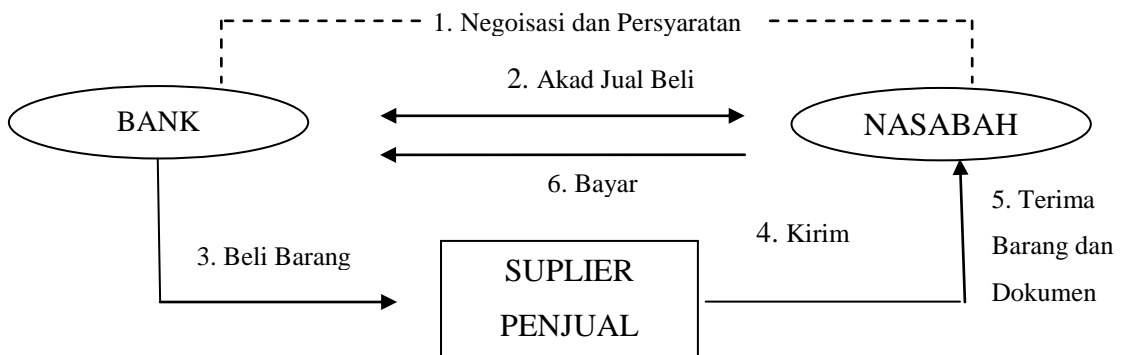 1. Negoisasi dan Persyaratan
2. Akad Jual Beli
BANK
NASABAH
6. Bayar
5. Terima
Barang dan
Dokumen
4. Kirim
3. Beli Barang
SUPLIER
PENJUAL